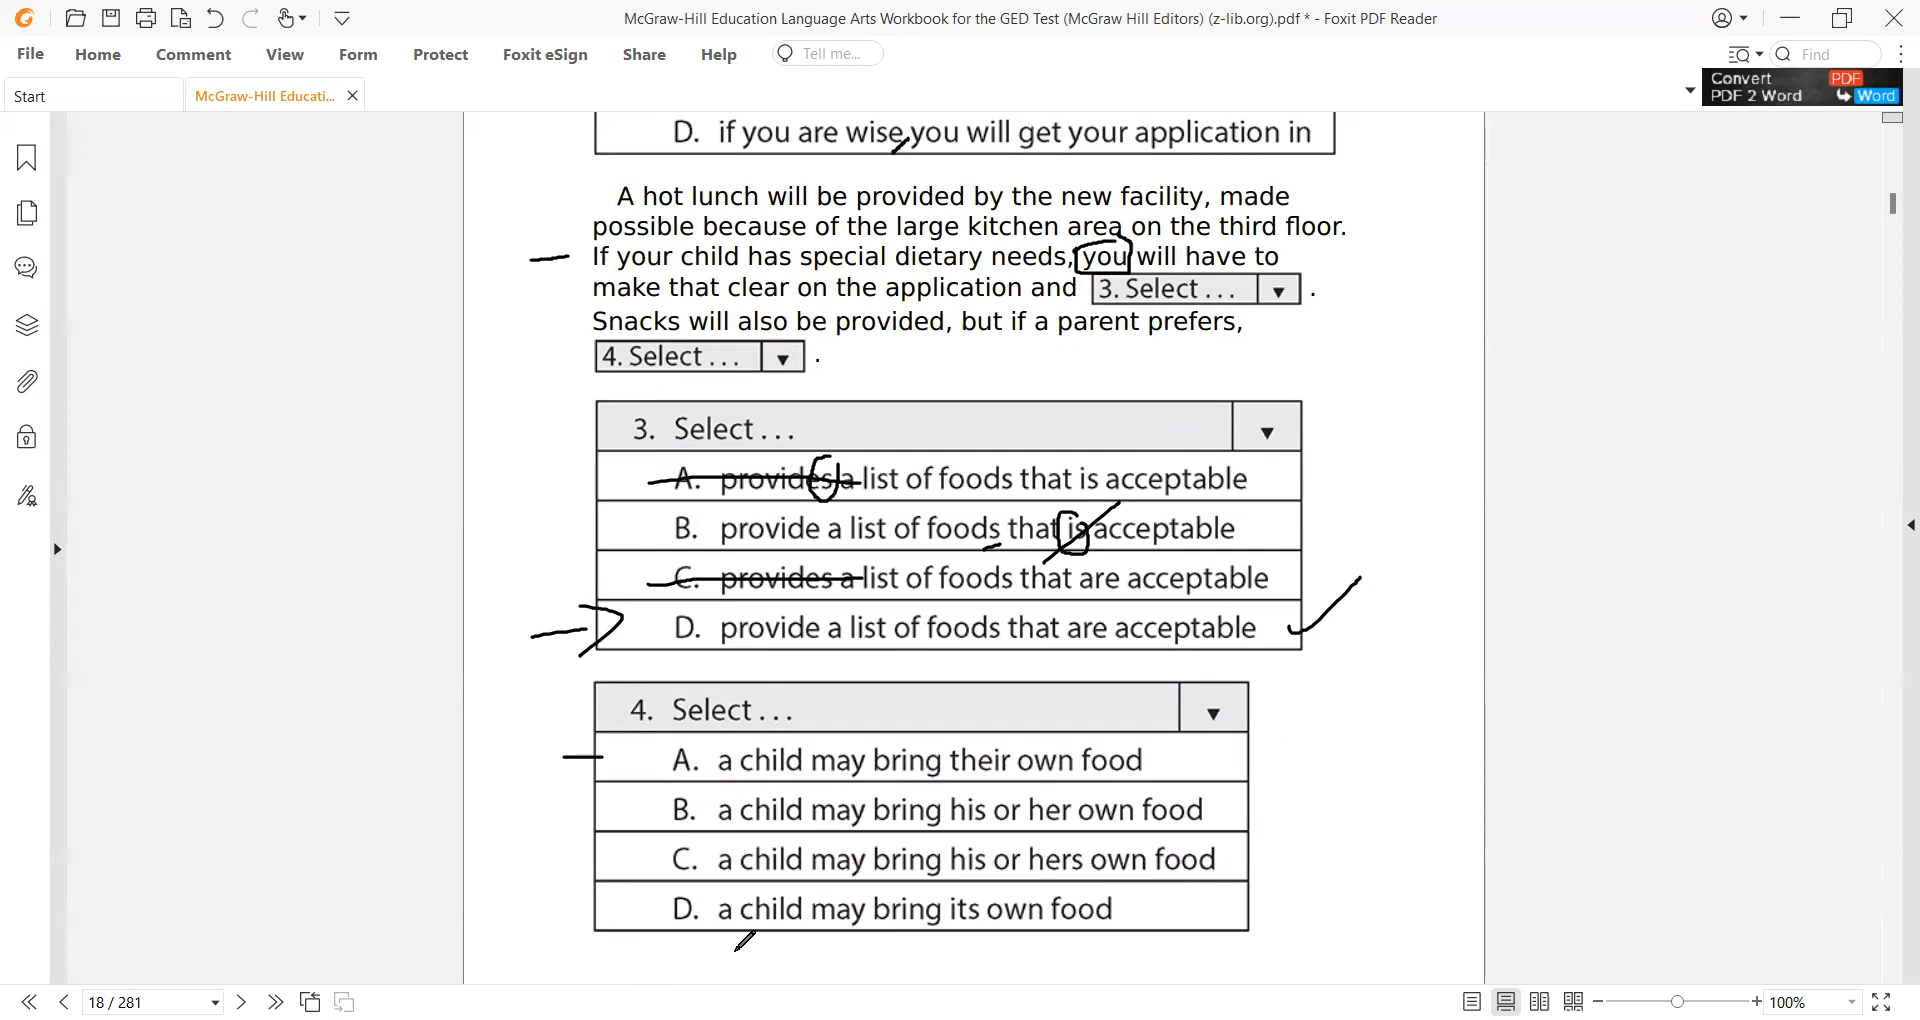 McGraw-Hill Education Language Arts Workbook for the GED Test (McGraw Hill Editors) (z-lib.org).pdf * - Foxit PDF Reader
File Home Comment View Form Protect Foxit eSign Share Help Tell me... Find
Start McGraw-Hill Educati...
Convert PDF
PDF 2 Word Word
D. if you are wise, you will get your application in
A hot lunch will be provided by the new facility, made
possible because of the large kitchen area on the third floor.
If your child has special dietary needs, you will have to
make that clear on the application and 3. Select . . . .
Snacks will also be provided, but if a parent prefers,
4. Select . . . .
3. Select . . .
A. provides a list of foods that is acceptable
B. provide a list of foods that is acceptable
C. provides a list of foods that are acceptable
D. provide a list of foods that are acceptable
4. Select . . .
A. a child may bring their own food
B. a child may bring his or her own food
C. a child may bring his or hers own food
D. a child may bring its own food
18 / 281 100%